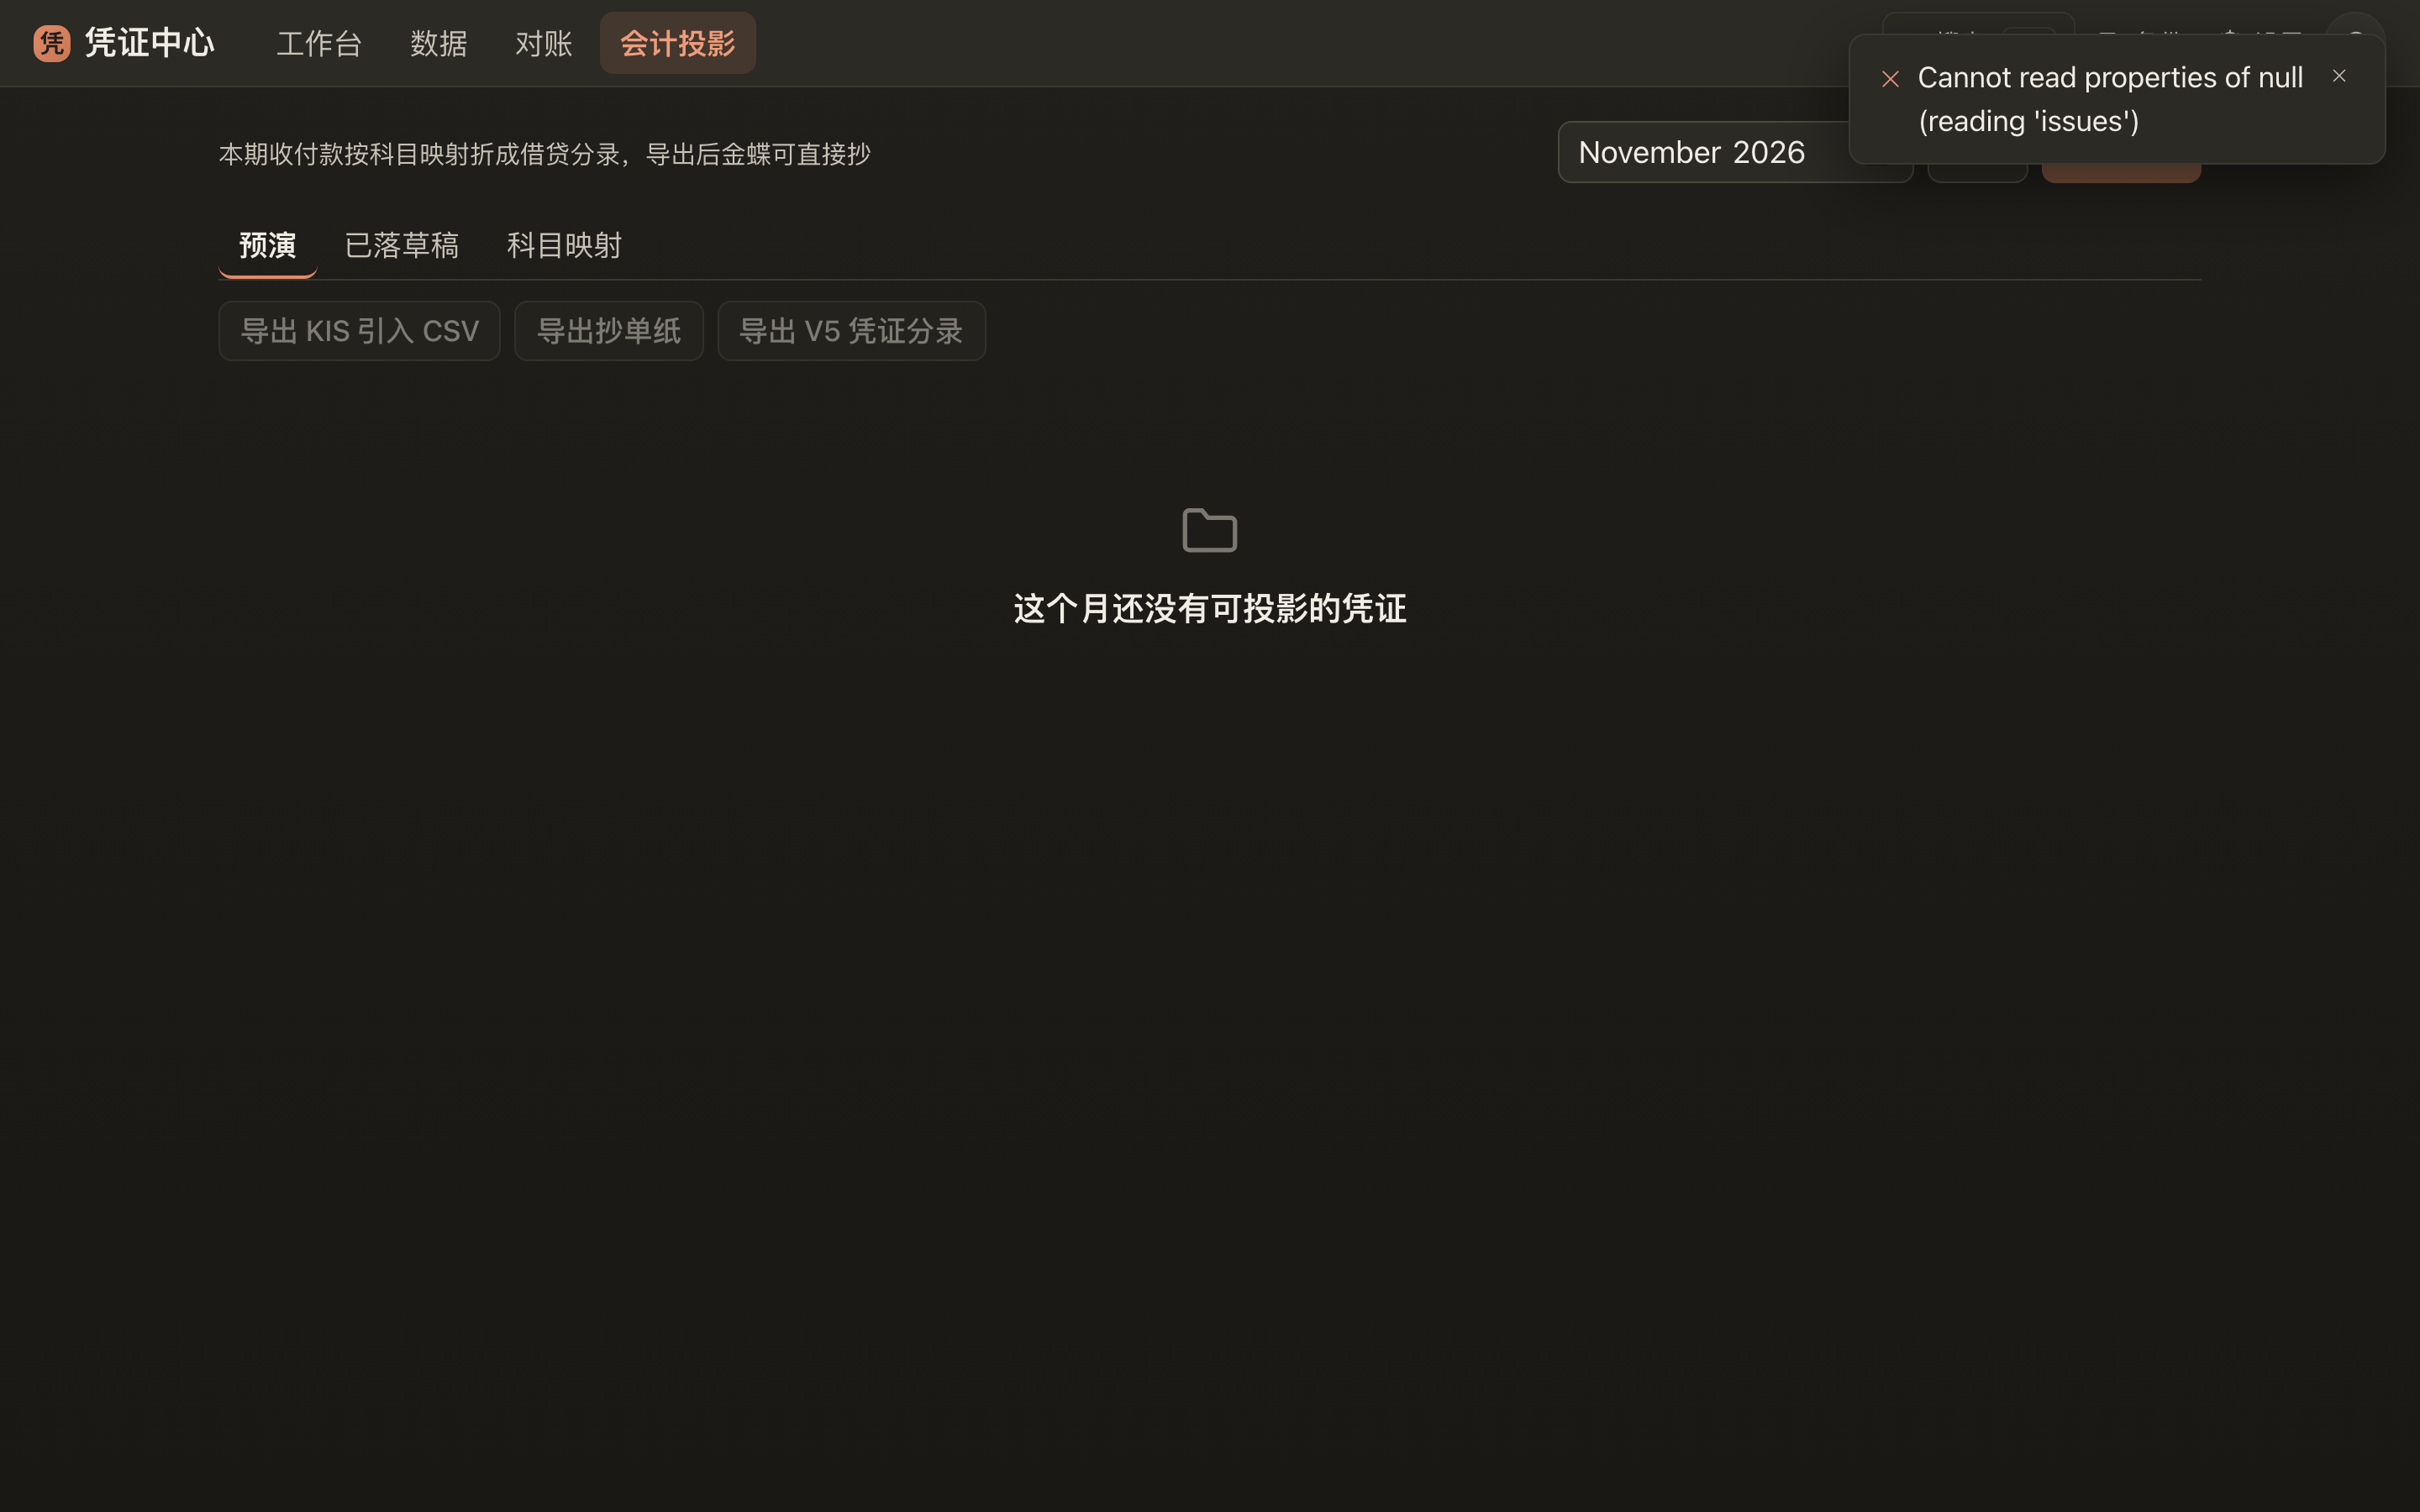 凭 凭证中心 工作台 数据 对账 会计投影
Cannot read properties of null
(reading 'issues')
本期收付款按科目映射折成借贷分录，导出后金蝶可直接抄
November 2026
预演 已落草稿 科目映射
导出 KIS 引入 CSV 导出抄单纸 导出 V5 凭证分录
这个月还没有可投影的凭证